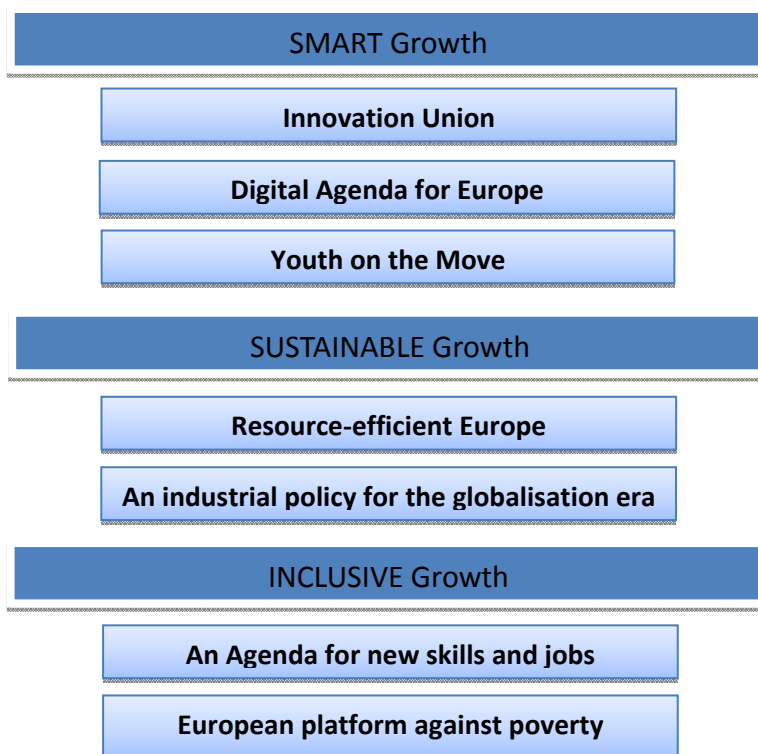 SMART Growth
Innovation Union
Digital Agenda for Europe
Youth on the Move
SUSTAINABLE Growth
Resource-efficient Europe
An industrial policy for the globalisation era
INCLUSIVE Growth
An Agenda for new skills and jobs
European platform against poverty